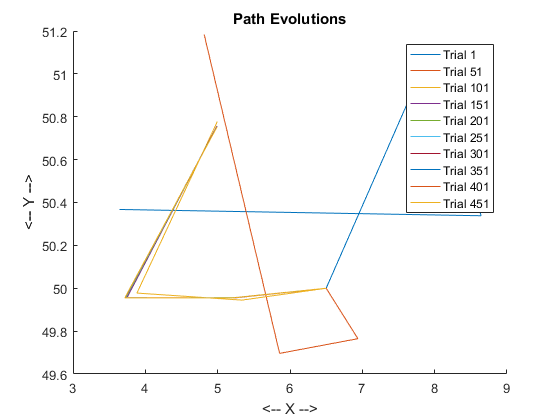 Path Evolutions
51.2
51
50.8
50.6
50.4
50.2
50
49.8
49.6
<-- Y -->
3
4
5
6
7
8
9
<-- X -->
Trial 1
Trial 51
Trial 101
Trial 151
Trial 201
Trial 251
Trial 301
Trial 351
Trial 401
Trial 451